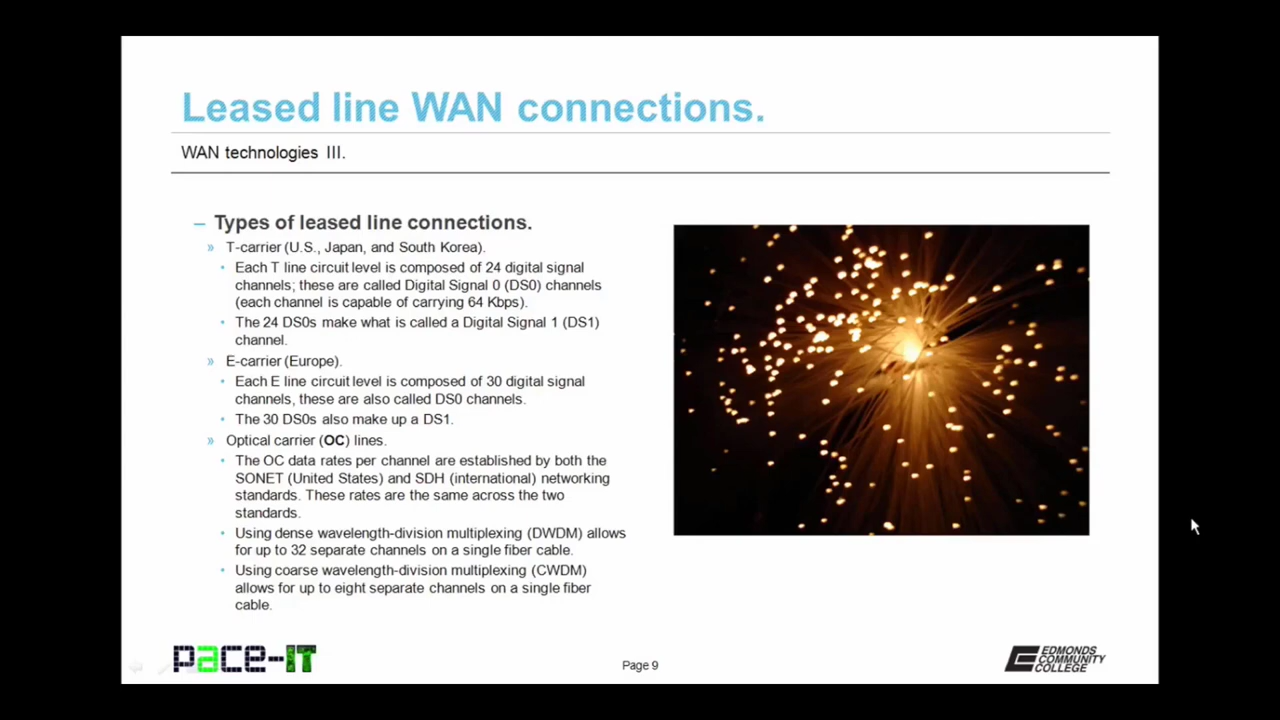 Leased line WAN connections.
WAN technologies III.
– Types of leased line connections.
» T-carrier (U.S., Japan, and South Korea).
• Each T line circuit level is composed of 24 digital signal
channels; these are called Digital Signal 0 (DS0) channels
(each channel is capable of carrying 64 Kbps).
• The 24 DS0s make what is called a Digital Signal 1 (DS1)
channel.
» E-carrier (Europe).
• Each E line circuit level is composed of 30 digital signal
channels, these are also called DS0 channels.
• The 30 DS0s also make up a DS1.
» Optical carrier (OC) lines.
• The OC data rates per channel are established by both the
SONET (United States) and SDH (international) networking
standards. These rates are the same across the two
standards.
• Using dense wavelength-division multiplexing (DWDM) allows
for up to 32 separate channels on a single fiber cable.
• Using coarse wavelength-division multiplexing (CWDM)
allows for up to eight separate channels on a single fiber
cable.
pace-IT
Page 9
EDMONDS
COMMUNITY
COLLEGE